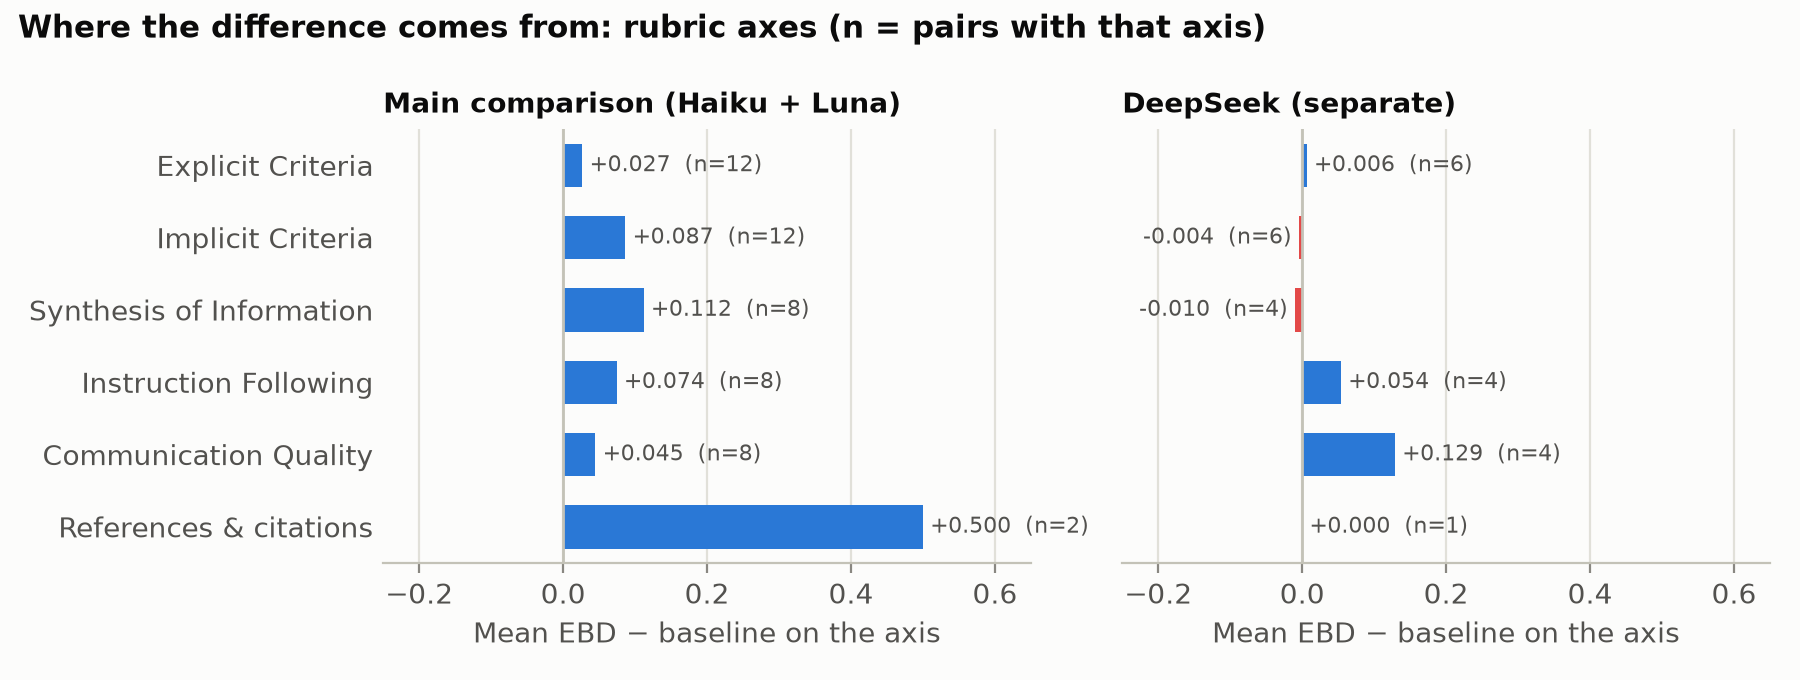 Where the difference comes from: rubric axes (n = pairs with that axis)
Main comparison (Haiku + Luna)
DeepSeek (separate)
Explicit Criteria
+0.027 (n=12)
+0.006 (n=6)
Implicit Criteria
+0.087 (n=12)
-0.004 (n=6)
Synthesis of Information
+0.112 (n=8)
-0.010 (n=4)
Instruction Following
+0.074 (n=8)
+0.054 (n=4)
Communication Quality
+0.045 (n=8)
+0.129 (n=4)
References & citations
+0.500 (n=2)
+0.000 (n=1)
−0.2 0.0 0.2 0.4 0.6
−0.2 0.0 0.2 0.4 0.6
Mean EBD − baseline on the axis
Mean EBD − baseline on the axis